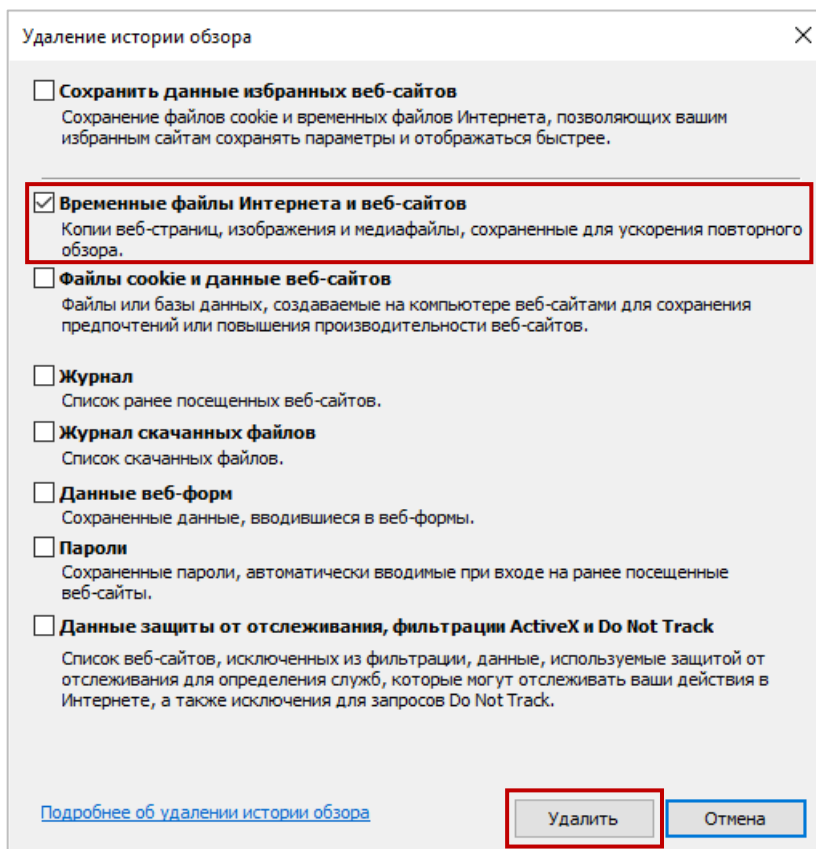 Удаление истории обзора
Сохранить данные избранных веб-сайтов
Сохранение файлов cookie и временных файлов Интернета, позволяющих вашим
избранным сайтам сохранять параметры и отображаться быстрее.
Временные файлы Интернета и веб-сайтов
Копии веб-страниц, изображения и медиафайлы, сохраненные для ускорения повторного
обзора.
Файлы cookie и данные веб-сайтов
Файлы или базы данных, создаваемые на компьютере веб-сайтами для сохранения
предпочтений или повышения производительности веб-сайтов.
Журнал
Список ранее посещенных веб-сайтов.
Журнал скачанных файлов
Список скачанных файлов.
Данные веб-форм
Сохраненные данные, вводившиеся в веб-формы.
Пароли
Сохраненные пароли, автоматически вводимые при входе на ранее посещенные
веб-сайты.
Данные защиты от отслеживания, фильтрации ActiveX и Do Not Track
Список веб-сайтов, исключенных из фильтрации, данные, используемые защитой от
отслеживания для определения служб, которые могут отслеживать ваши действия в
Интернете, а также исключения для запросов Do Not Track.
Подробнее об удалении истории обзора
Удалить
Отмена